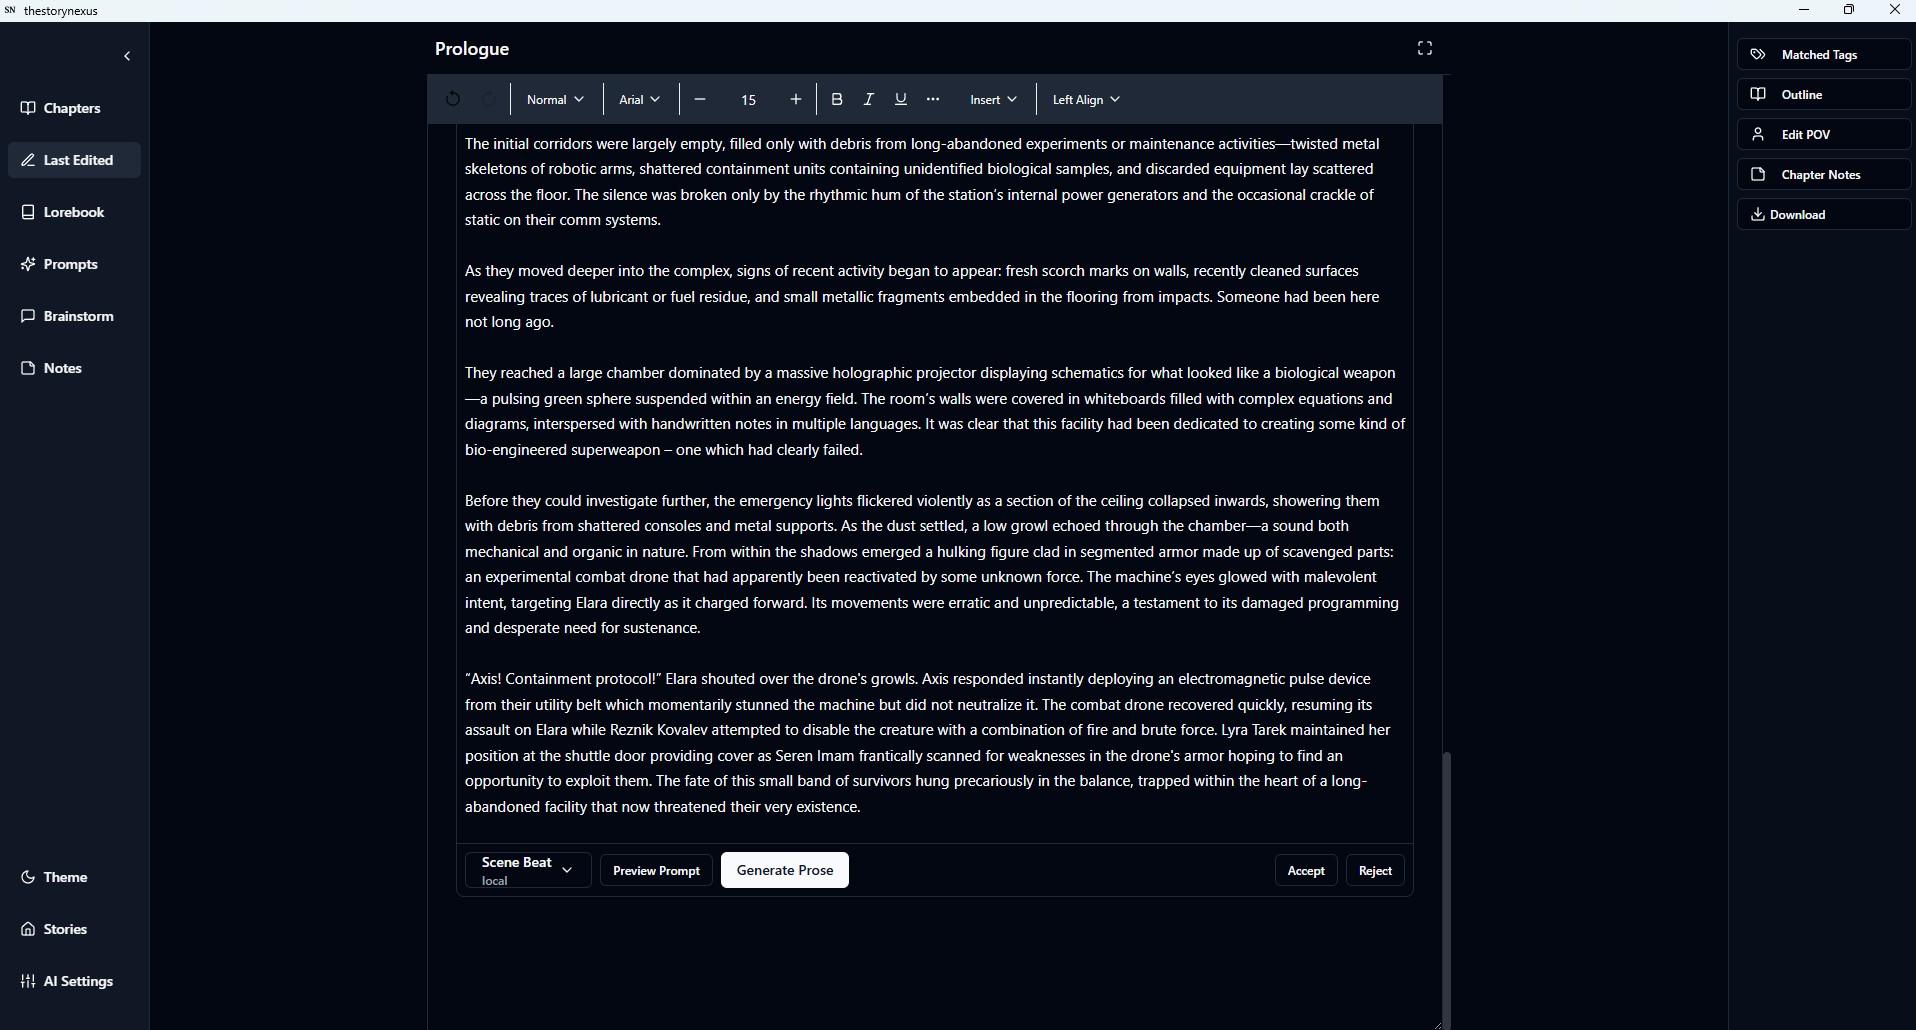 SN thestorynexus
Prologue
Matched Tags
Outline
Edit POV
Chapter Notes
Download
Chapters
Last Edited
Lorebook
Prompts
Brainstorm
Notes
Normal
Arial
15
B I U
Insert
Left Align
The initial corridors were largely empty, filled only with debris from long-abandoned experiments or maintenance activities—twisted metal
skeletons of robotic arms, shattered containment units containing unidentified biological samples, and discarded equipment lay scattered
across the floor. The silence was broken only by the rhythmic hum of the station's internal power generators and the occasional crackle of
static on their comm systems.
As they moved deeper into the complex, signs of recent activity began to appear: fresh scorch marks on walls, recently cleaned surfaces
revealing traces of lubricant or fuel residue, and small metallic fragments embedded in the flooring from impacts. Someone had been here
not long ago.
They reached a large chamber dominated by a massive holographic projector displaying schematics for what looked like a biological weapon
—a pulsing green sphere suspended within an energy field. The room's walls were covered in whiteboards filled with complex equations and
diagrams, interspersed with handwritten notes in multiple languages. It was clear that this facility had been dedicated to creating some kind of
bio-engineered superweapon – one which had clearly failed.
Before they could investigate further, the emergency lights flickered violently as a section of the ceiling collapsed inwards, showering them
with debris from shattered consoles and metal supports. As the dust settled, a low growl echoed through the chamber—a sound both
mechanical and organic in nature. From within the shadows emerged a hulking figure clad in segmented armor made up of scavenged parts:
an experimental combat drone that had apparently been reactivated by some unknown force. The machine's eyes glowed with malevolent
intent, targeting Elara directly as it charged forward. Its movements were erratic and unpredictable, a testament to its damaged programming
and desperate need for sustenance.
“Axis! Containment protocol!” Elara shouted over the drone's growls. Axis responded instantly deploying an electromagnetic pulse device
from their utility belt which momentarily stunned the machine but did not neutralize it. The combat drone recovered quickly, resuming its
assault on Elara while Reznik Kovalev attempted to disable the creature with a combination of fire and brute force. Lyra Tarek maintained her
position at the shuttle door providing cover as Seren Imam frantically scanned for weaknesses in the drone's armor hoping to find an
opportunity to exploit them. The fate of this small band of survivors hung precariously in the balance, trapped within the heart of a long-
abandoned facility that now threatened their very existence.
Scene Beat
local
Preview Prompt
Generate Prose
Accept
Reject
Theme
Stories
AI Settings